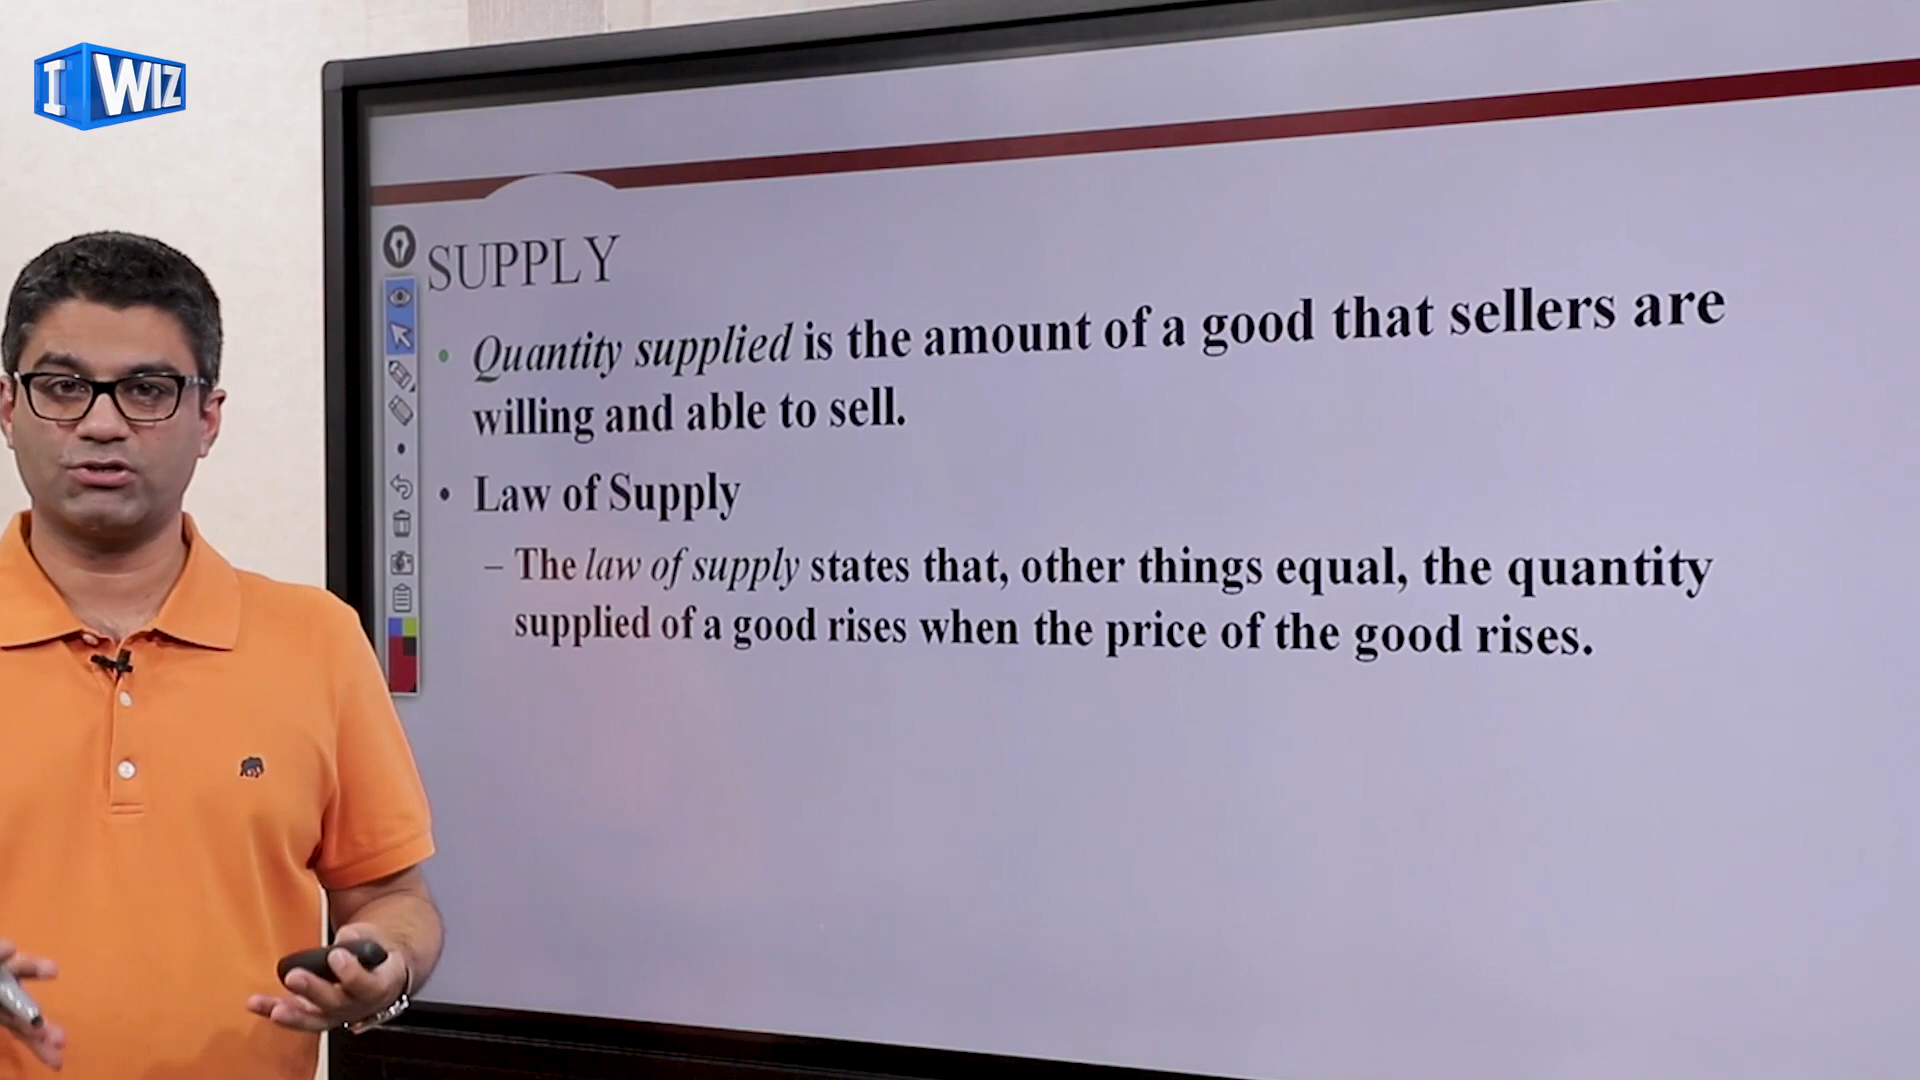 I WIZ
SUPPLY
• Quantity supplied is the amount of a good that sellers are
willing and able to sell.
• Law of Supply
– The law of supply states that, other things equal, the quantity
supplied of a good rises when the price of the good rises.